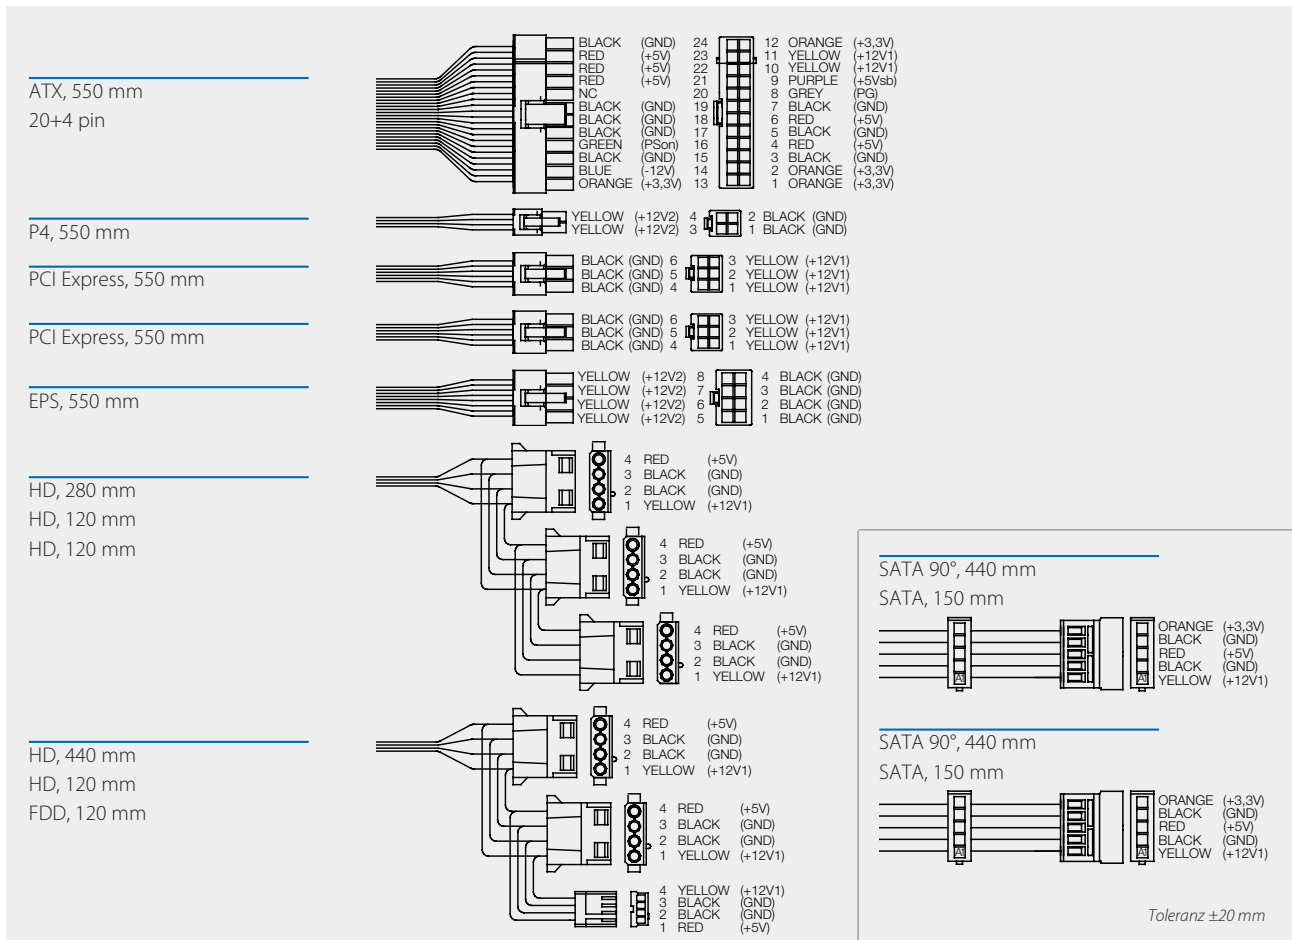 ATX, 550 mm
20+4 pin
BLACK (GND) 24 12 ORANGE (+3,3V)
RED (+5V) 23 11 YELLOW (+12V1)
RED (+5V) 22 10 YELLOW (+12V1)
RED (+5V) 21 9 PURPLE (+5Vsb)
NC 20 8 GREY (PG)
BLACK (GND) 19 7 BLACK (GND)
BLACK (GND) 18 6 RED (+5V)
BLACK (GND) 17 5 BLACK (GND)
GREEN (PSon) 16 4 RED (+5V)
BLACK (GND) 15 3 BLACK (GND)
BLUE (-12V) 14 2 ORANGE (+3,3V)
ORANGE (+3,3V) 13 1 ORANGE (+3,3V)
P4, 550 mm
YELLOW (+12V2) 4 2 BLACK (GND)
YELLOW (+12V2) 3 1 BLACK (GND)
PCI Express, 550 mm
BLACK (GND) 6 3 YELLOW (+12V1)
BLACK (GND) 5 2 YELLOW (+12V1)
BLACK (GND) 4 1 YELLOW (+12V1)
PCI Express, 550 mm
BLACK (GND) 6 3 YELLOW (+12V1)
BLACK (GND) 5 2 YELLOW (+12V1)
BLACK (GND) 4 1 YELLOW (+12V1)
EPS, 550 mm
YELLOW (+12V2) 8 4 BLACK (GND)
YELLOW (+12V2) 7 3 BLACK (GND)
YELLOW (+12V2) 6 2 BLACK (GND)
YELLOW (+12V2) 5 1 BLACK (GND)
HD, 280 mm
HD, 120 mm
HD, 120 mm
4 RED (+5V)
3 BLACK (GND)
2 BLACK (GND)
1 YELLOW (+12V1)
4 RED (+5V)
3 BLACK (GND)
2 BLACK (GND)
1 YELLOW (+12V1)
4 RED (+5V)
3 BLACK (GND)
2 BLACK (GND)
1 YELLOW (+12V1)
HD, 440 mm
HD, 120 mm
FDD, 120 mm
4 RED (+5V)
3 BLACK (GND)
2 BLACK (GND)
1 YELLOW (+12V1)
4 RED (+5V)
3 BLACK (GND)
2 BLACK (GND)
1 YELLOW (+12V1)
4 YELLOW (+12V1)
3 BLACK (GND)
2 BLACK (GND)
1 RED (+5V)
SATA 90°, 440 mm
SATA, 150 mm
ORANGE (+3,3V)
BLACK (GND)
RED (+5V)
BLACK (GND)
A1 A1 YELLOW (+12V1)
SATA 90°, 440 mm
SATA, 150 mm
ORANGE (+3,3V)
BLACK (GND)
RED (+5V)
BLACK (GND)
A1 A1 YELLOW (+12V1)
Toleranz ±20 mm